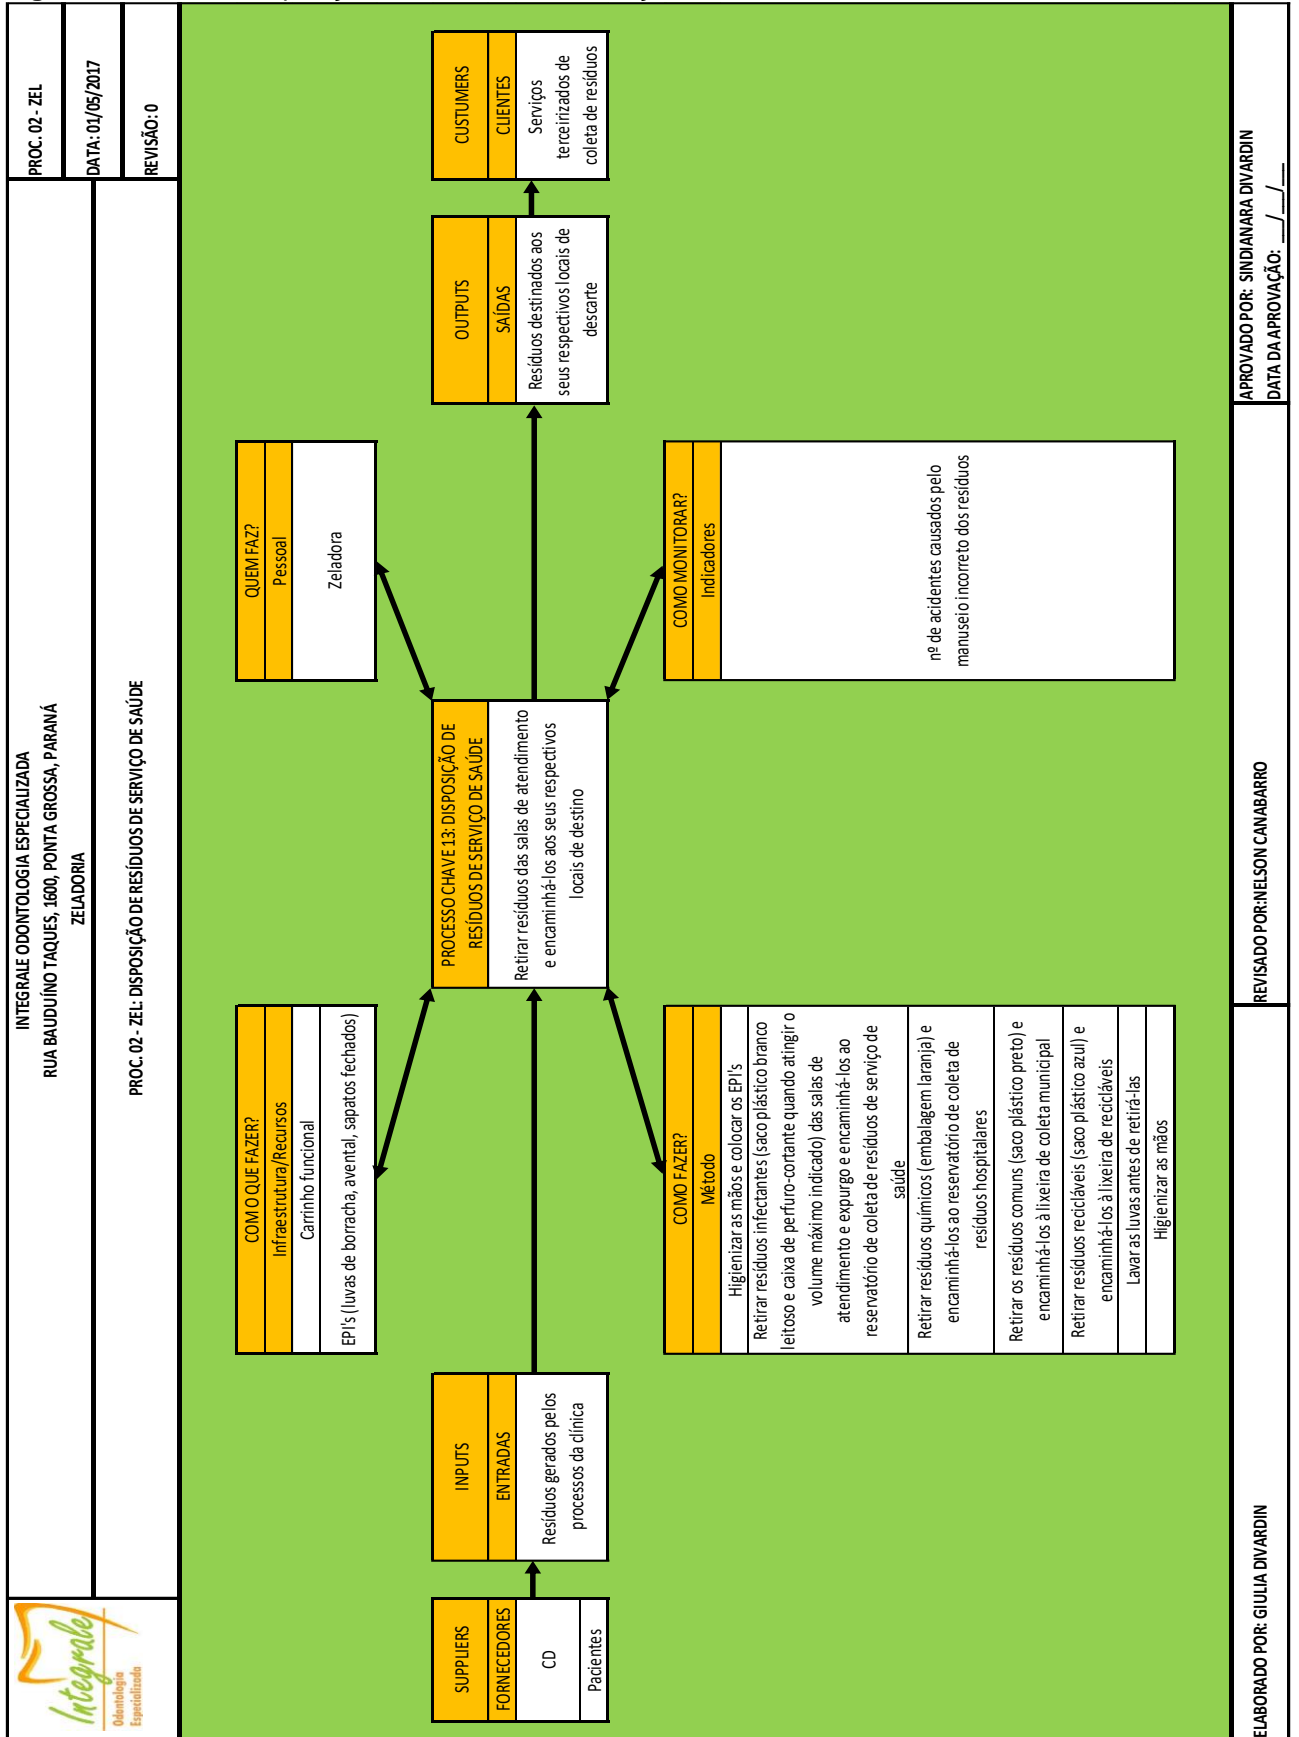 Integrale
Odontologia
Especializada
INTEGRALE ODONTOLOGIA ESPECIALIZADA
RUA BAUDUÍNO TAQUES, 1600, PONTA GROSSA, PARANÁ
ZELADORIA
PROC. 02 - ZEL: DISPOSIÇÃO DE RESÍDUOS DE SERVIÇO DE SAÚDE
PROC. 02 - ZEL
DATA: 01/05/2017
REVISÃO: 0
COM O QUE FAZER?
Infraestrutura/Recursos
Carrinho funcional
EPI's (luvas de borracha, avental, sapatos fechados)
QUEM FAZ?
Pessoal
Zeladora
SUPPLIERS
FORNECEDORES
CD
Pacientes
INPUTS
ENTRADAS
Resíduos gerados pelos
processos da clínica
PROCESSO CHAVE 13: DISPOSIÇÃO DE
RESÍDUOS DE SERVIÇO DE SAÚDE
Retirar resíduos das salas de atendimento
e encaminhá-los aos seus respectivos
locais de destino
OUTPUTS
SAÍDAS
Resíduos destinados aos
seus respectivos locais de
descarte
CUSTUMERS
CLIENTES
Serviços
terceirizados de
coleta de resíduos
COMO FAZER?
Método
Higienizar as mãos e colocar os EPI's
Retirar resíduos infectantes (saco plástico branco
leitoso e caixa de perfuro-cortante quando atingir o
volume máximo indicado) das salas de
atendimento e expurgo e encaminhá-los ao
reservatório de coleta de resíduos de serviço de
saúde
Retirar resíduos químicos (embalagem laranja) e
encaminhá-los ao reservatório de coleta de
resíduos hospitalares
Retirar os resíduos comuns (saco plástico preto) e
encaminhá-los à lixeira de coleta municipal
Retirar resíduos recicláveis (saco plástico azul) e
encaminhá-los à lixeira de recicláveis
Lavar as luvas antes de retirá-las
Higienizar as mãos
COMO MONITORAR?
Indicadores
nº de acidentes causados pelo
manuseio incorreto dos resíduos
ELABORADO POR: GIULIA DIVARDIN
REVISADO POR:NELSON CANABARRO
APROVADO POR: SINDIANARA DIVARDIN
DATA DA APROVAÇÃO: ___/___/___